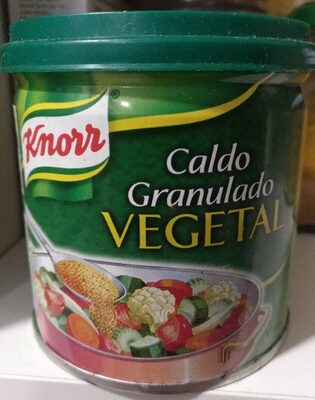 Knorr
Caldo
Granulado
VEGETAL